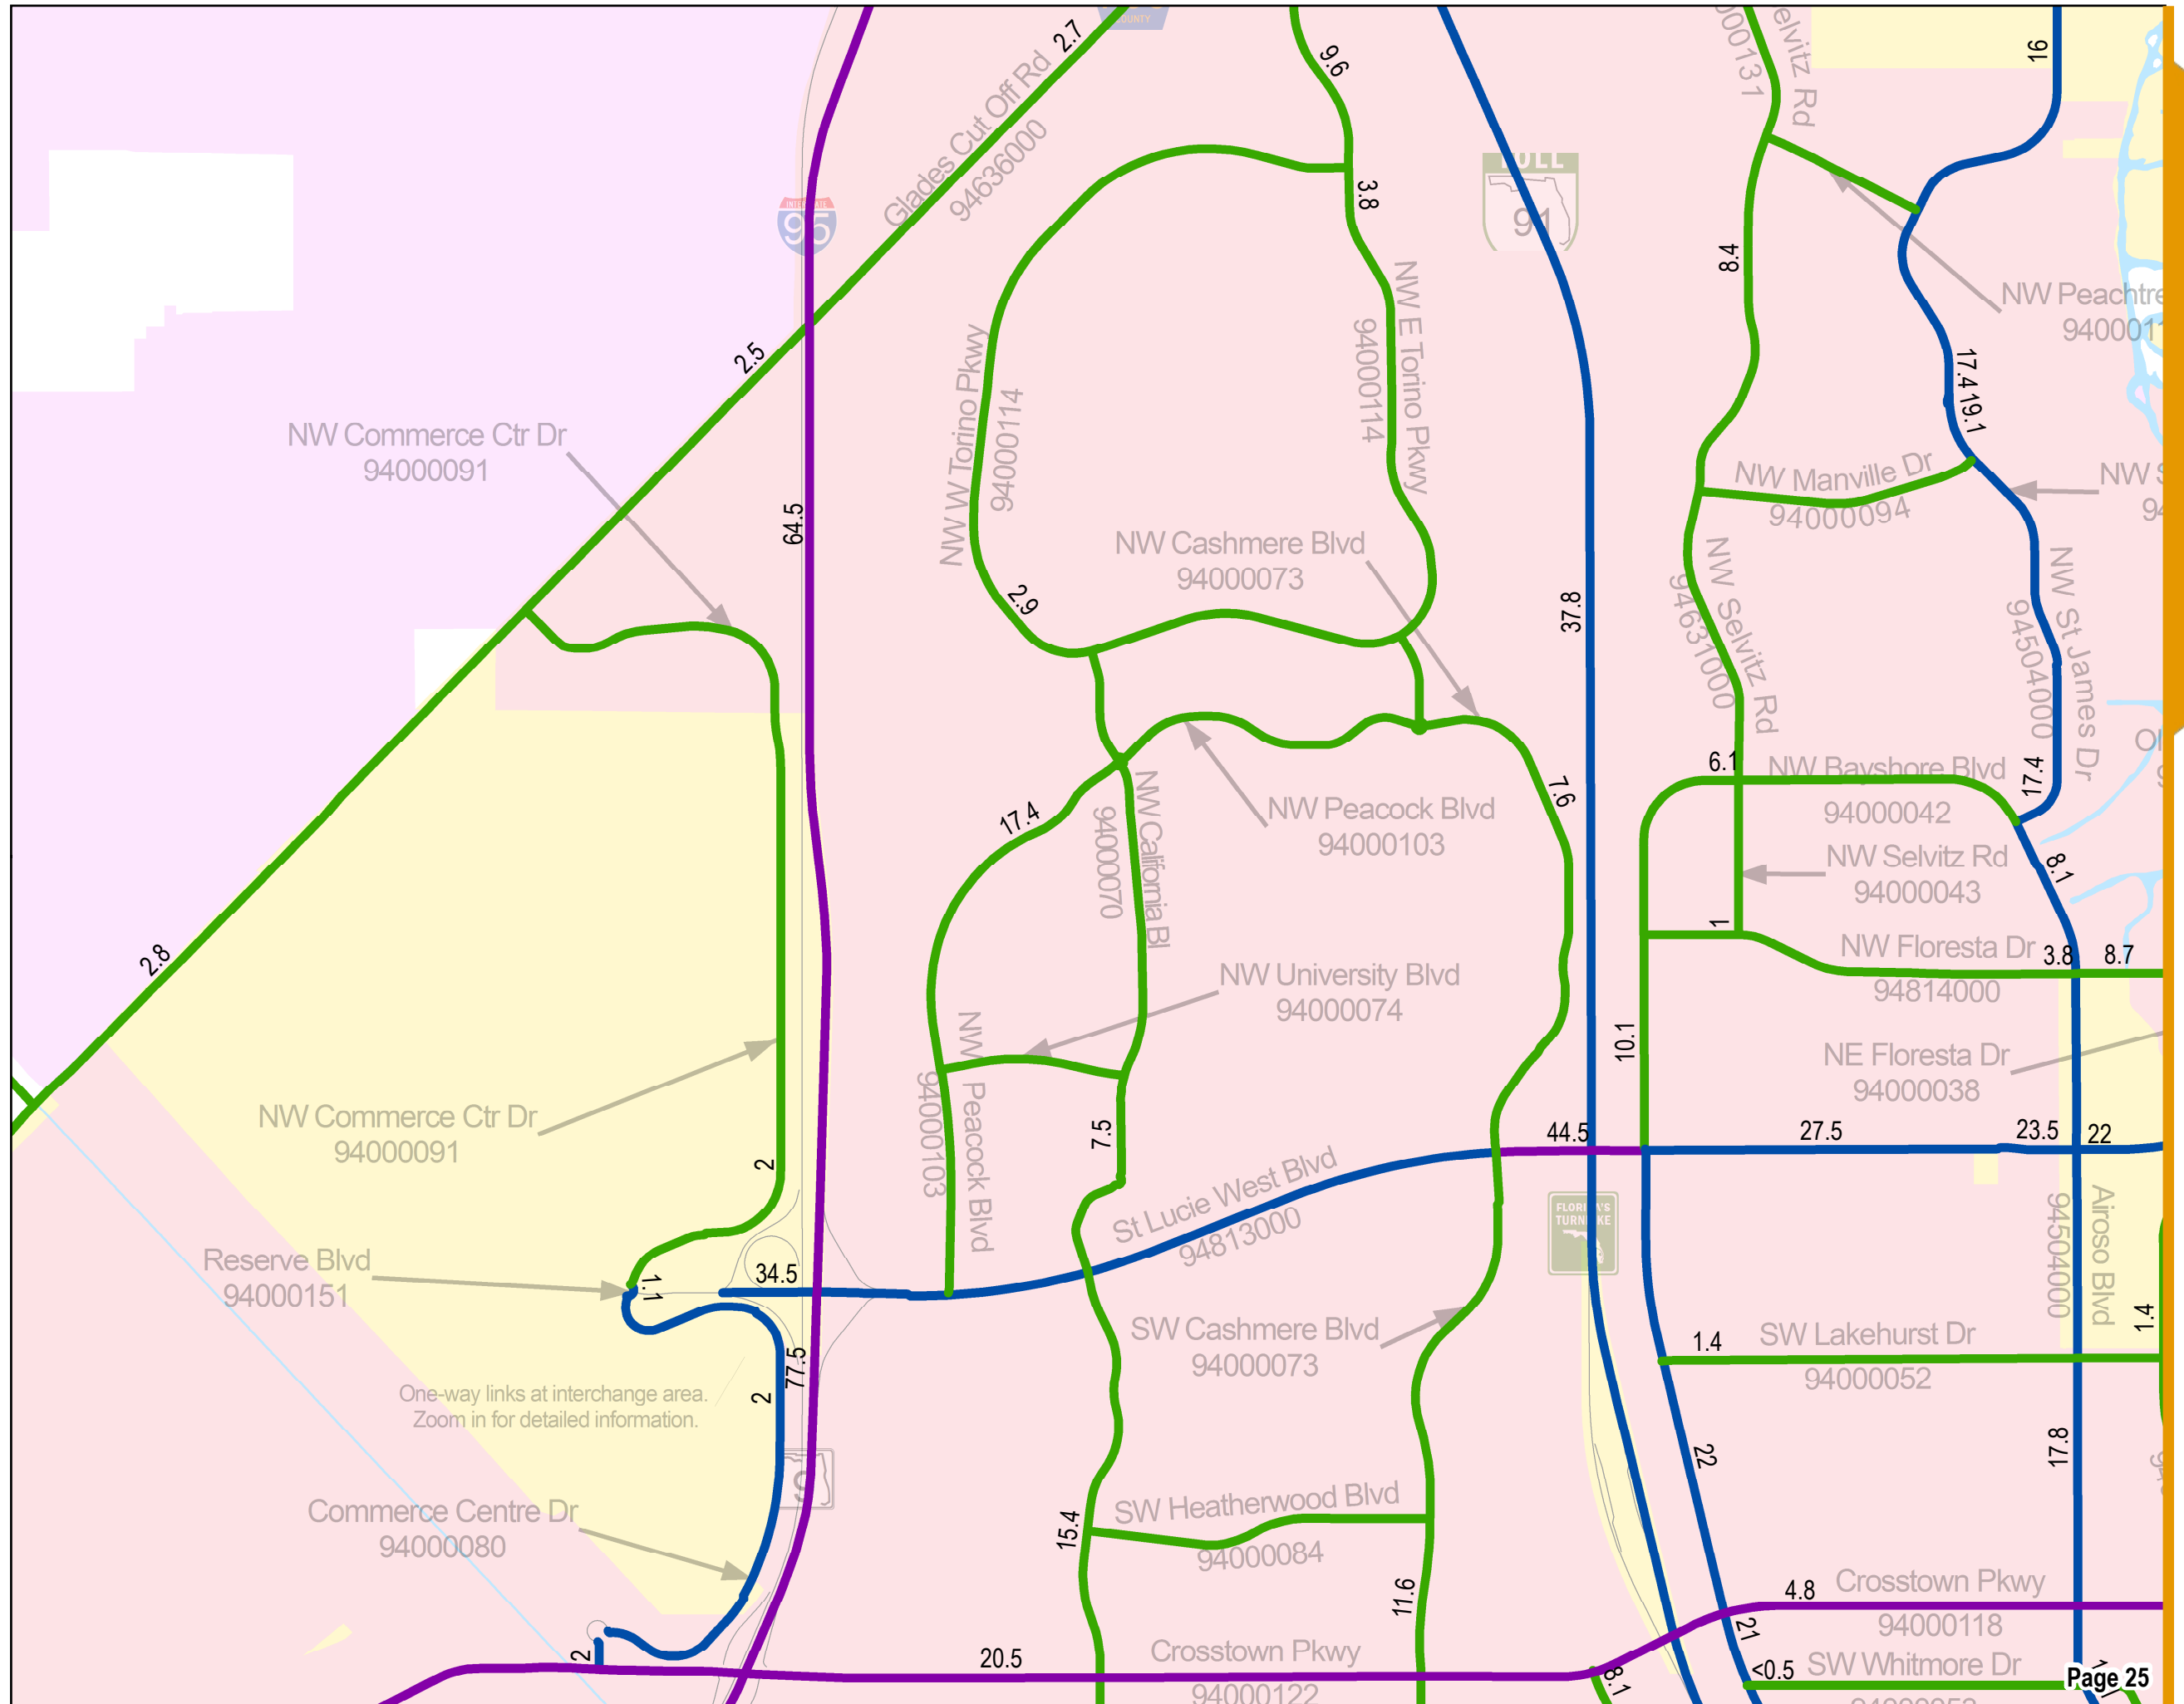 COUNTY
2.7
Glades Cut Off Rd
94636000
9.6
16
INTERSTATE
95
TOLL
91
3.8
8.4
NW Peachtre
17.4
19.1
2.5
NW Commerce Ctr Dr
94000091
NW W Torino Pkwy
94000114
NW E Torino Pkwy
94000114
NW Manville Dr
94000094
64.5
NW Cashmere Blvd
94000073
2.9
37.8
NW Selvitz Rd
94631000
NW St James Dr
94504000
17.4
6.1
NW Bayshore Blvd
94000042
7.6
NW Peacock Blvd
94000103
17.4
NW California Bl
94000070
NW Selvitz Rd
94000043
8.1
1
NW Floresta Dr
94814000
3.8
8.7
2.8
NW University Blvd
94000074
10.1
NE Floresta Dr
94000038
NW Commerce Ctr Dr
94000091
2
NW Peacock Blvd
94000103
7.5
44.5
27.5
23.5
22
St Lucie West Blvd
94813000
FLORIDA'S
TURNPIKE
Airoso Blvd
94504000
Reserve Blvd
94000151
1.1
34.5
SW Cashmere Blvd
94000073
1.4
SW Lakehurst Dr
94000052
1.4
77.5
2
One-way links at interchange area.
Zoom in for detailed information.
9
22
17.8
Commerce Centre Dr
94000080
15.4
SW Heatherwood Blvd
94000084
11.6
4.8
Crosstown Pkwy
94000118
21
2
20.5
Crosstown Pkwy
94000122
8.1
<0.5
SW Whitmore Dr
Page 25